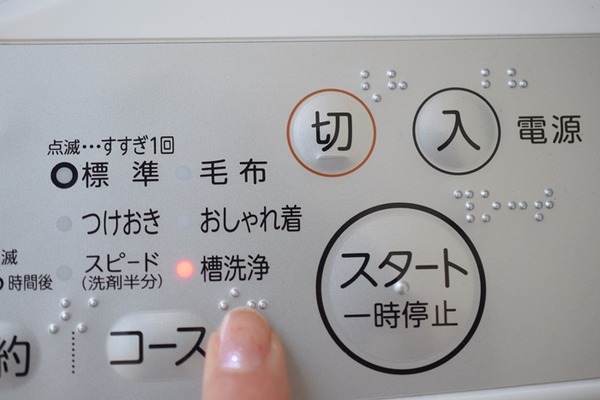 切 入 電源
点滅…すすぎ1回
標準 毛布
つけおき おしゃれ着
滅 スピード 槽洗浄
時間後 (洗剤半分)
スタート
一時停止
約 コース